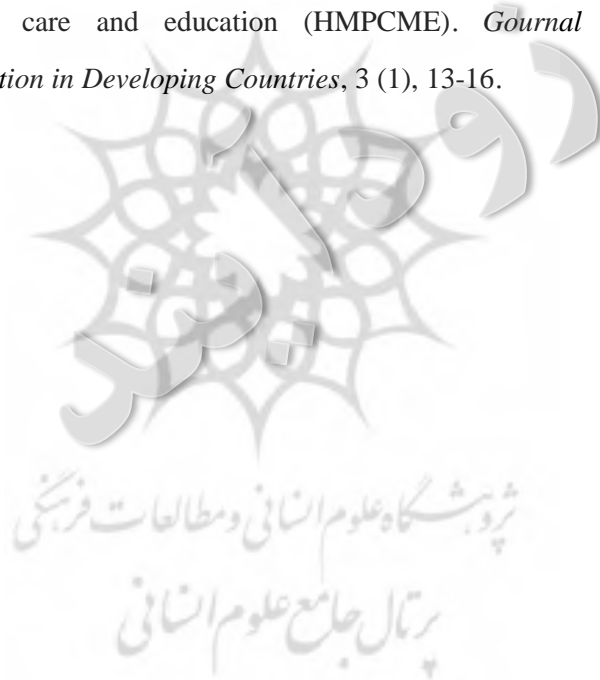 care and education (HMPCME). Gournal
tion in Developing Countries, 3 (1), 13-16.
زودآیند
پژوهشگاه علوم انسانی و مطالعات فرهنگی
پرتال جامع علوم انسانی